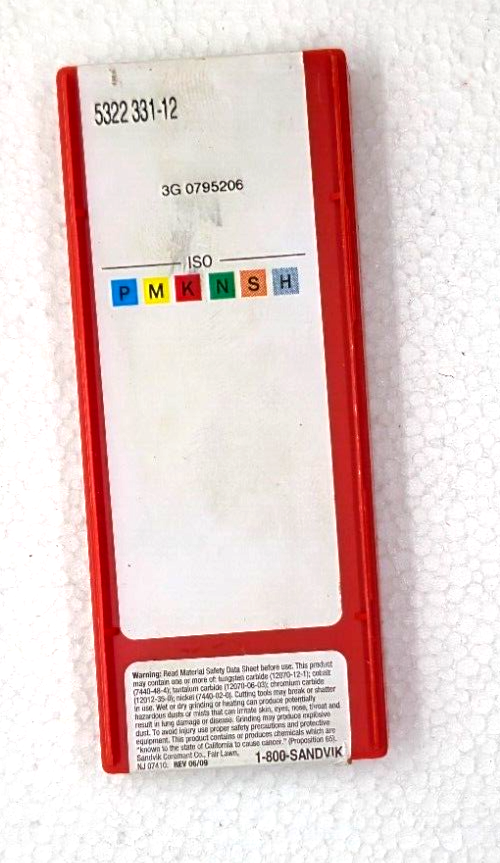 5322 331-12
3G 0795206
ISO
P M K N S H
Warning: Read Material Safety Data Sheet before use. This product
may contain one or more of: tungsten carbide (12070-12-1); cobalt
(7440-48-4); tantalum carbide (12070-06-03); chromium carbide
(12012-35-0); nickel (7440-02-0). Cutting tools may break or shatter
in use. Wet or dry grinding or heating can produce potentially
hazardous dusts or mists that can irritate skin, eyes, nose, throat and
result in lung damage or disease. Grinding may produce explosive
dust. To avoid injury use proper safety precautions and protective
equipment. This product contains or produces chemicals which are
"known to the state of California to cause cancer." (Proposition 65).
Sandvik Coromant Co., Fair Lawn,
NJ 07410. REV 06/09 1-800-SANDVIK